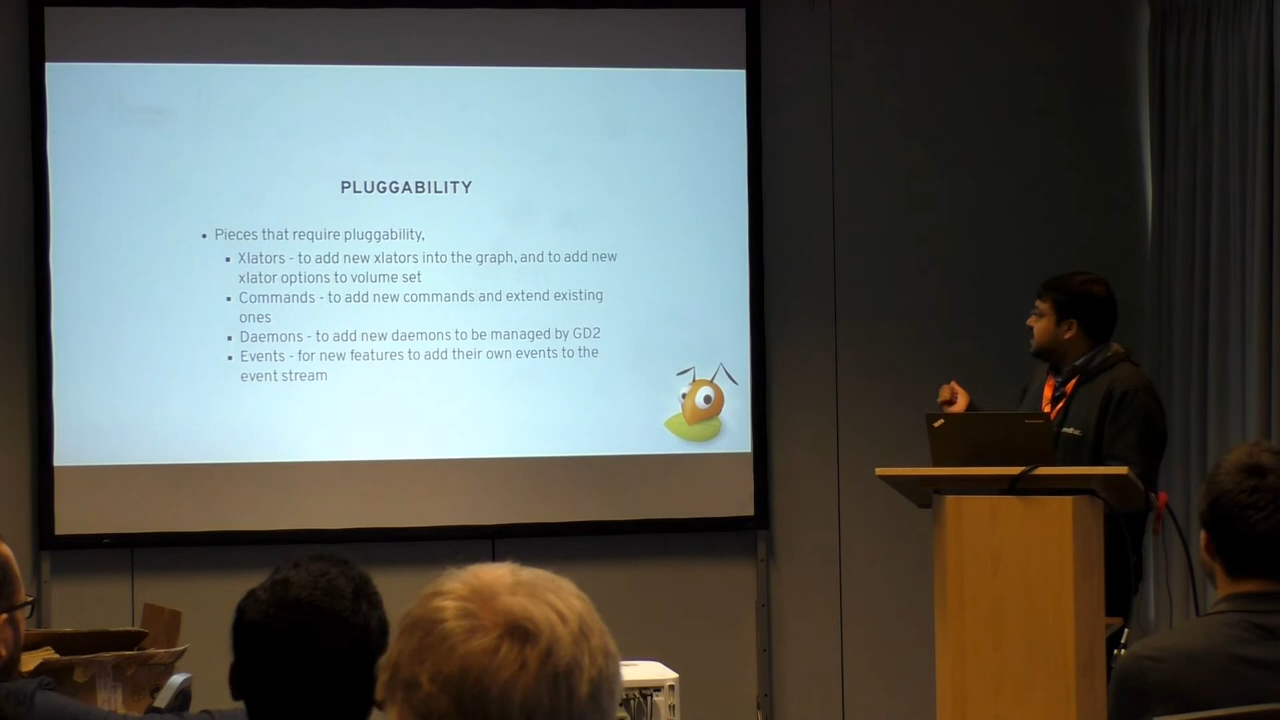 PLUGGABILITY
• Pieces that require pluggability,
▪ Xlators - to add new xlators into the graph, and to add new
xlator options to volume set
▪ Commands - to add new commands and extend existing
ones
▪ Daemons - to add new daemons to be managed by GD2
▪ Events - for new features to add their own events to the
event stream